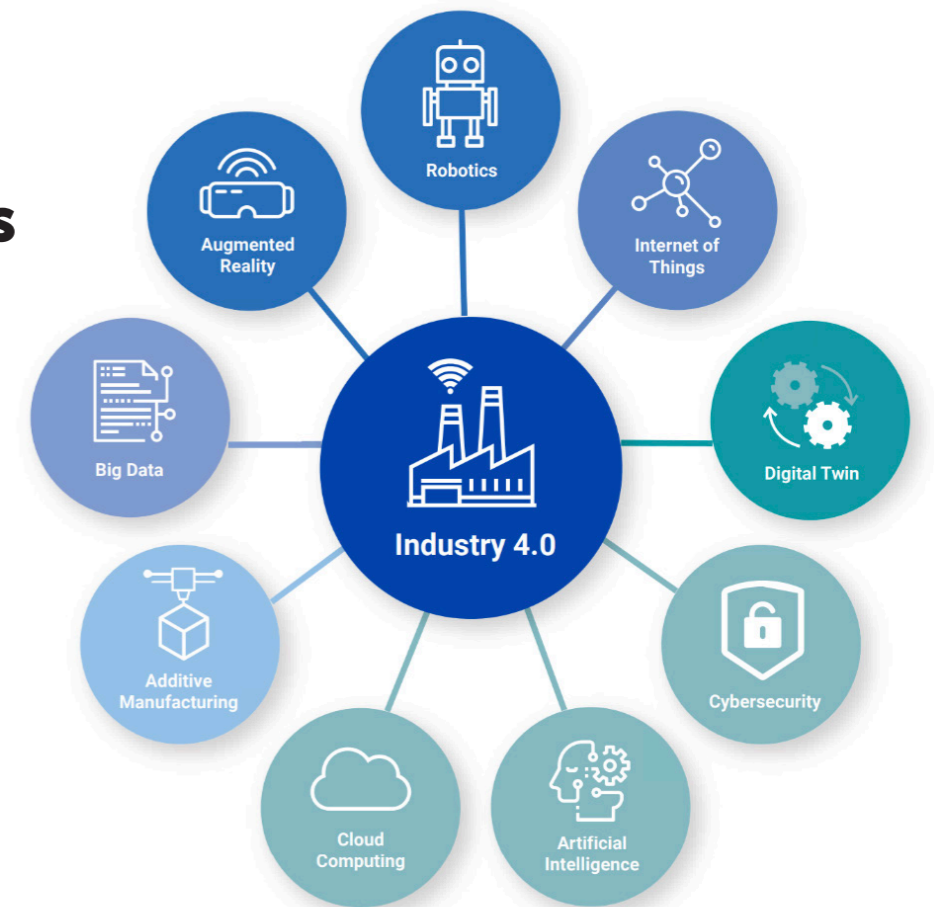 s
Robotics
Augmented
Reality
Internet of
Things
Big Data
Digital Twin
Industry 4.0
Additive
Manufacturing
Cybersecurity
Cloud
Computing
Artificial
Intelligence